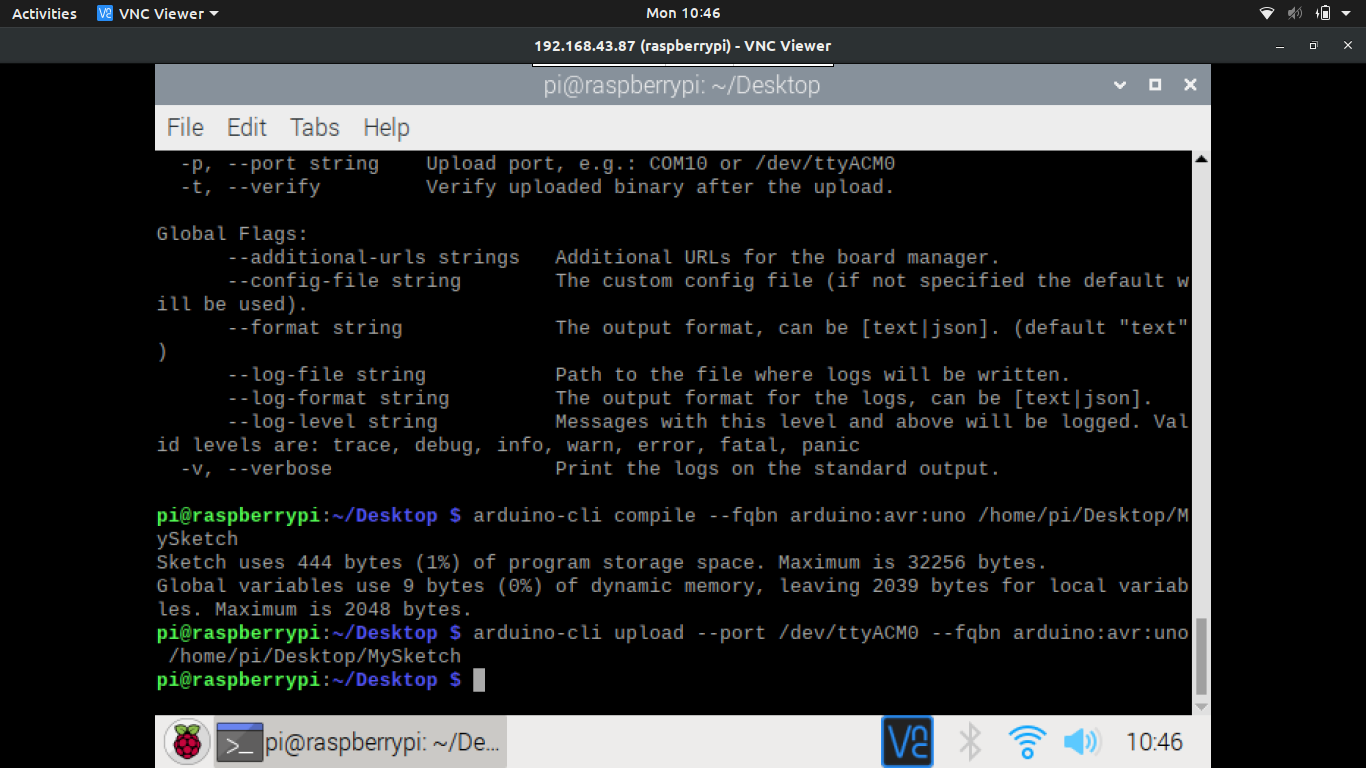 Activities VNC Viewer Mon 10:46
192.168.43.87 (raspberrypi) - VNC Viewer
pi@raspberrypi: ~/Desktop
File Edit Tabs Help
-p, --port string Upload port, e.g.: COM10 or /dev/ttyACM0
-t, --verify Verify uploaded binary after the upload.
Global Flags:
--additional-urls strings Additional URLs for the board manager.
--config-file string The custom config file (if not specified the default w
ill be used).
--format string The output format, can be [text|json]. (default "text"
)
--log-file string Path to the file where logs will be written.
--log-format string The output format for the logs, can be [text|json].
--log-level string Messages with this level and above will be logged. Val
id levels are: trace, debug, info, warn, error, fatal, panic
-v, --verbose Print the logs on the standard output.
pi@raspberrypi:~/Desktop $ arduino-cli compile --fqbn arduino:avr:uno /home/pi/Desktop/M
ySketch
Sketch uses 444 bytes (1%) of program storage space. Maximum is 32256 bytes.
Global variables use 9 bytes (0%) of dynamic memory, leaving 2039 bytes for local variab
les. Maximum is 2048 bytes.
pi@raspberrypi:~/Desktop $ arduino-cli upload --port /dev/ttyACM0 --fqbn arduino:avr:uno
/home/pi/Desktop/MySketch
pi@raspberrypi:~/Desktop $
pi@raspberrypi: ~/De... 10:46